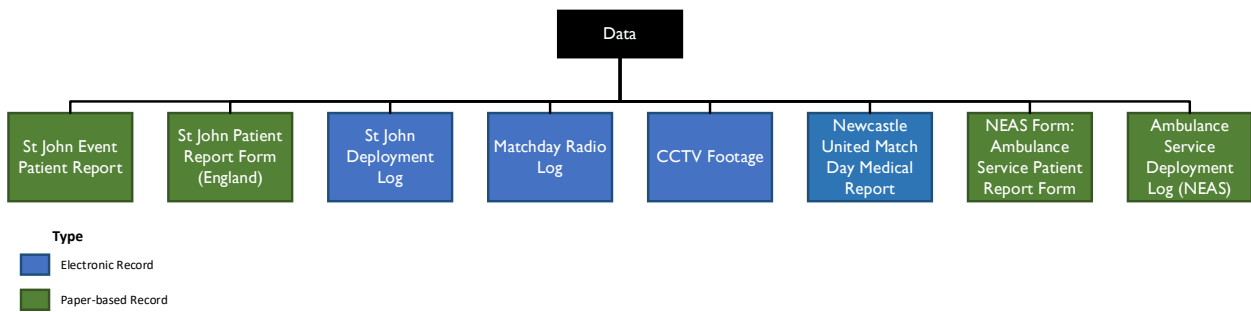 Data
St John Event
Patient Report
St John Patient
Report Form
(England)
St John
Deployment
Log
Matchday Radio
Log
CCTV Footage
Newcastle
United Match
Day Medical
Report
NEAS Form:
Ambulance
Service Patient
Report Form
Ambulance
Service
Deployment
Log (NEAS)
Type
Electronic Record
Paper-based Record